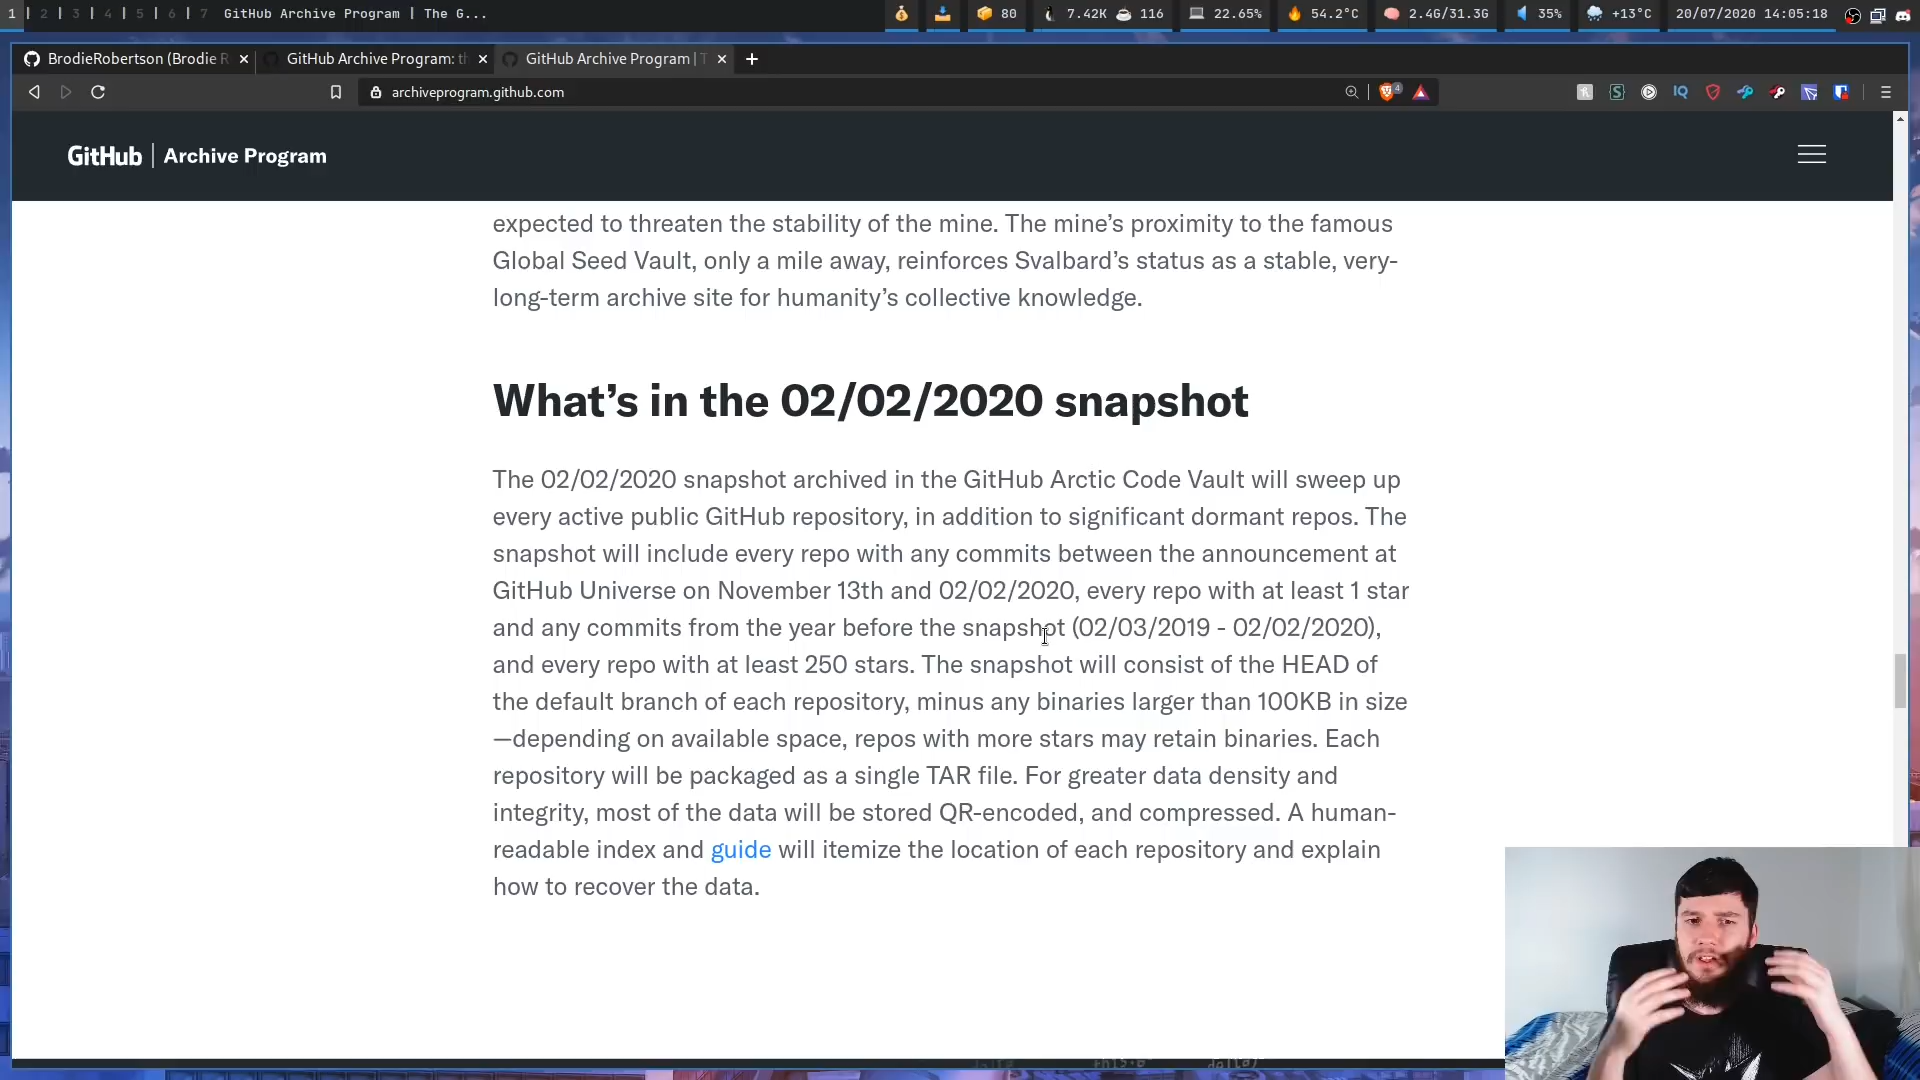 1 | 2 | 3 | 4 | 5 | 6 | 7 GitHub Archive Program | The G... 80 7.42K 116 22.65% 54.2°C 2.4G/31.3G 35% +13°C 20/07/2020 14:05:18
BrodieRobertson (Brodie R GitHub Archive Program: th GitHub Archive Program | T
archiveprogram.github.com
GitHub | Archive Program
expected to threaten the stability of the mine. The mine’s proximity to the famous
Global Seed Vault, only a mile away, reinforces Svalbard’s status as a stable, very-
long-term archive site for humanity’s collective knowledge.
What’s in the 02/02/2020 snapshot
The 02/02/2020 snapshot archived in the GitHub Arctic Code Vault will sweep up
every active public GitHub repository, in addition to significant dormant repos. The
snapshot will include every repo with any commits between the announcement at
GitHub Universe on November 13th and 02/02/2020, every repo with at least 1 star
and any commits from the year before the snapshot (02/03/2019 - 02/02/2020),
and every repo with at least 250 stars. The snapshot will consist of the HEAD of
the default branch of each repository, minus any binaries larger than 100KB in size
—depending on available space, repos with more stars may retain binaries. Each
repository will be packaged as a single TAR file. For greater data density and
integrity, most of the data will be stored QR-encoded, and compressed. A human-
readable index and guide will itemize the location of each repository and explain
how to recover the data.